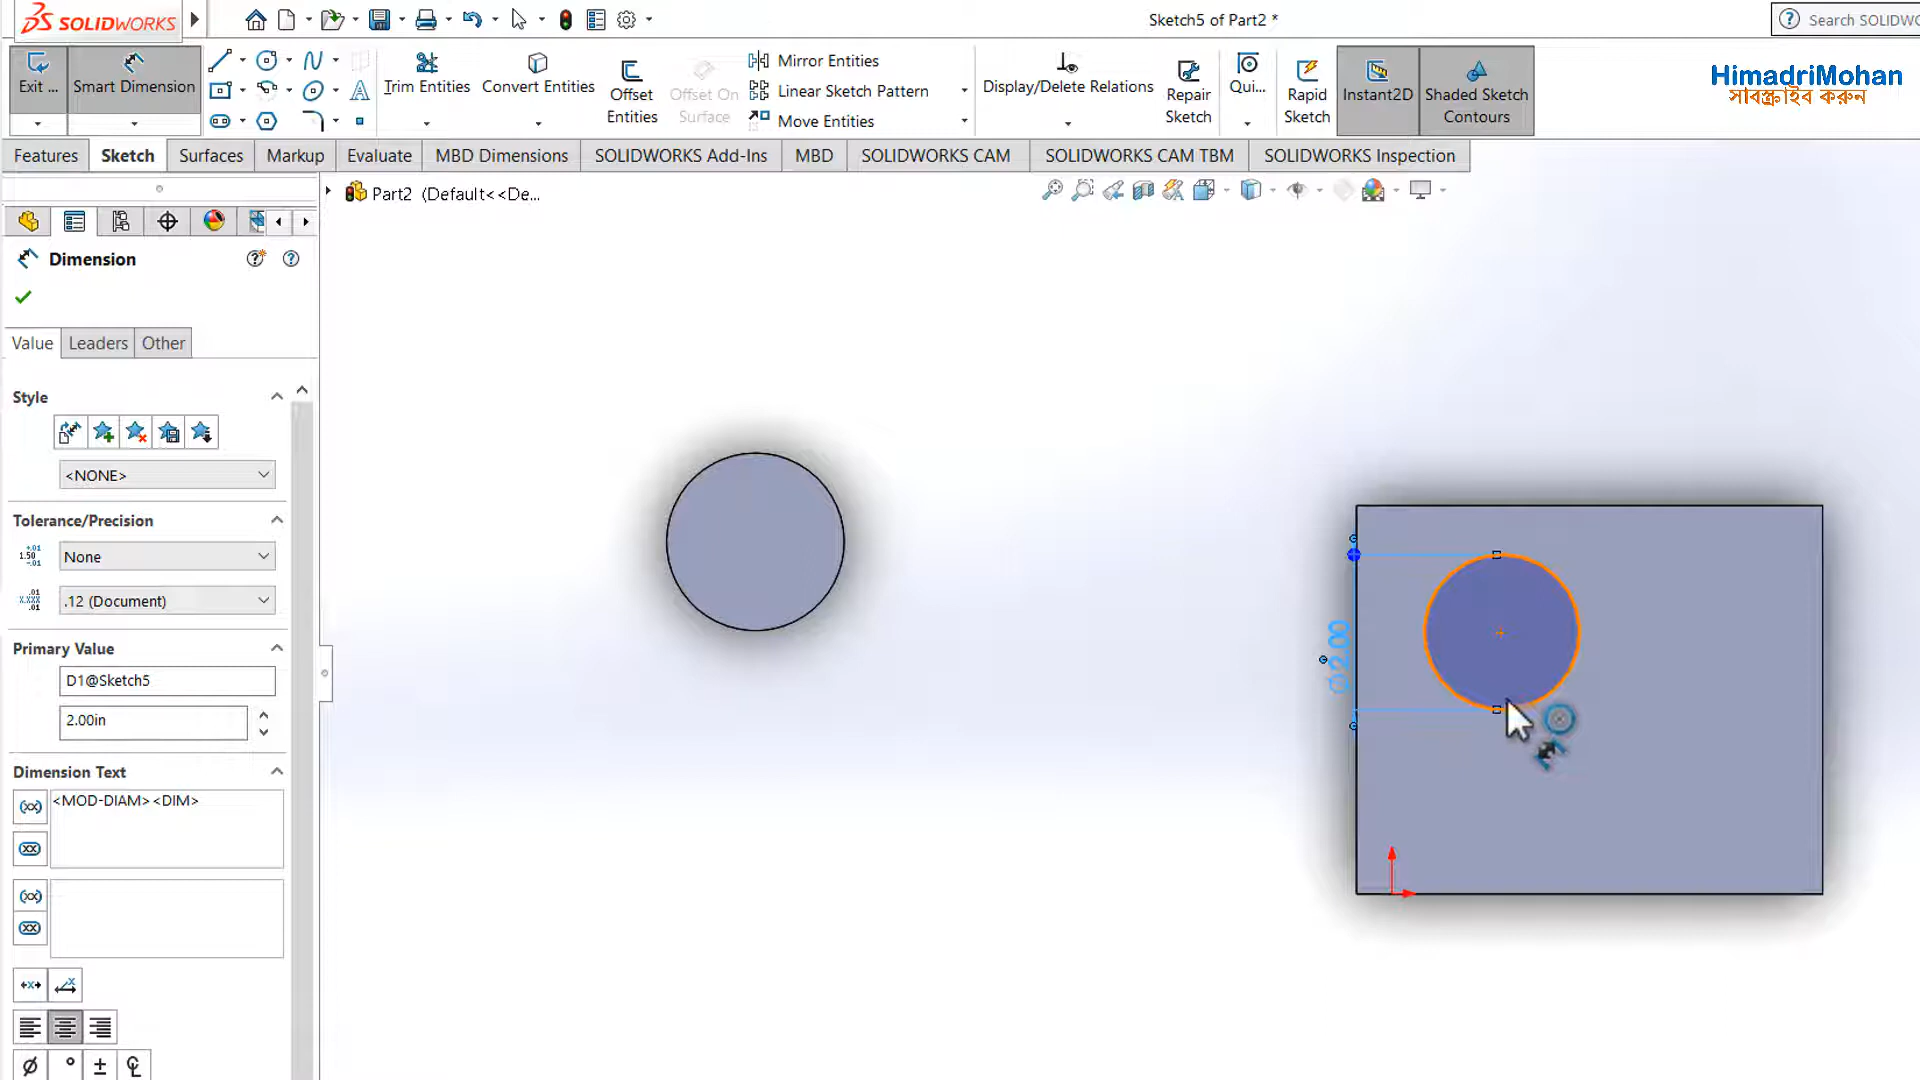 SOLIDWORKS
Sketch5 of Part2 *
Search SOLIDWO
Exit ...
Smart Dimension
Trim Entities
Convert Entities
Offset Entities
Offset On Surface
Mirror Entities
Linear Sketch Pattern
Move Entities
Display/Delete Relations
Repair Sketch
Qui...
Rapid Sketch
Instant2D
Shaded Sketch Contours
HimadriMohan
সাবস্ক্রাইব করুন
Features
Sketch
Surfaces
Markup
Evaluate
MBD Dimensions
SOLIDWORKS Add-Ins
MBD
SOLIDWORKS CAM
SOLIDWORKS CAM TBM
SOLIDWORKS Inspection
Part2 (Default<<De...
Dimension
Value
Leaders
Other
Style
<NONE>
Tolerance/Precision
None
.12 (Document)
Primary Value
D1@Sketch5
2.00in
Dimension Text
<MOD-DIAM><DIM>
∅2.00